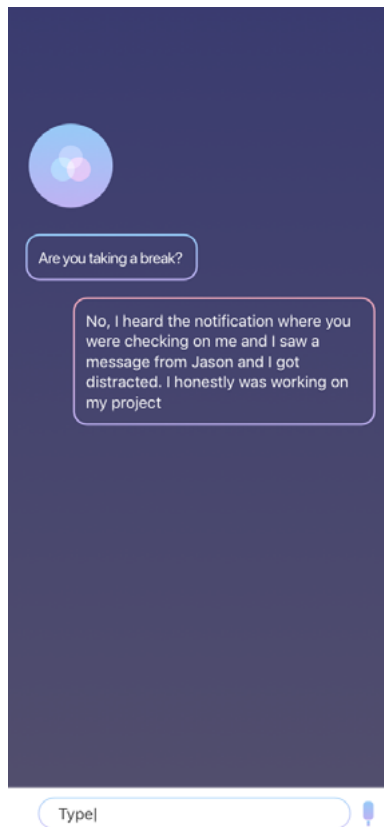 Are you taking a break?
No, I heard the notification where you
were checking on me and I saw a
message from Jason and I got
distracted. I honestly was working on
my project
Type|